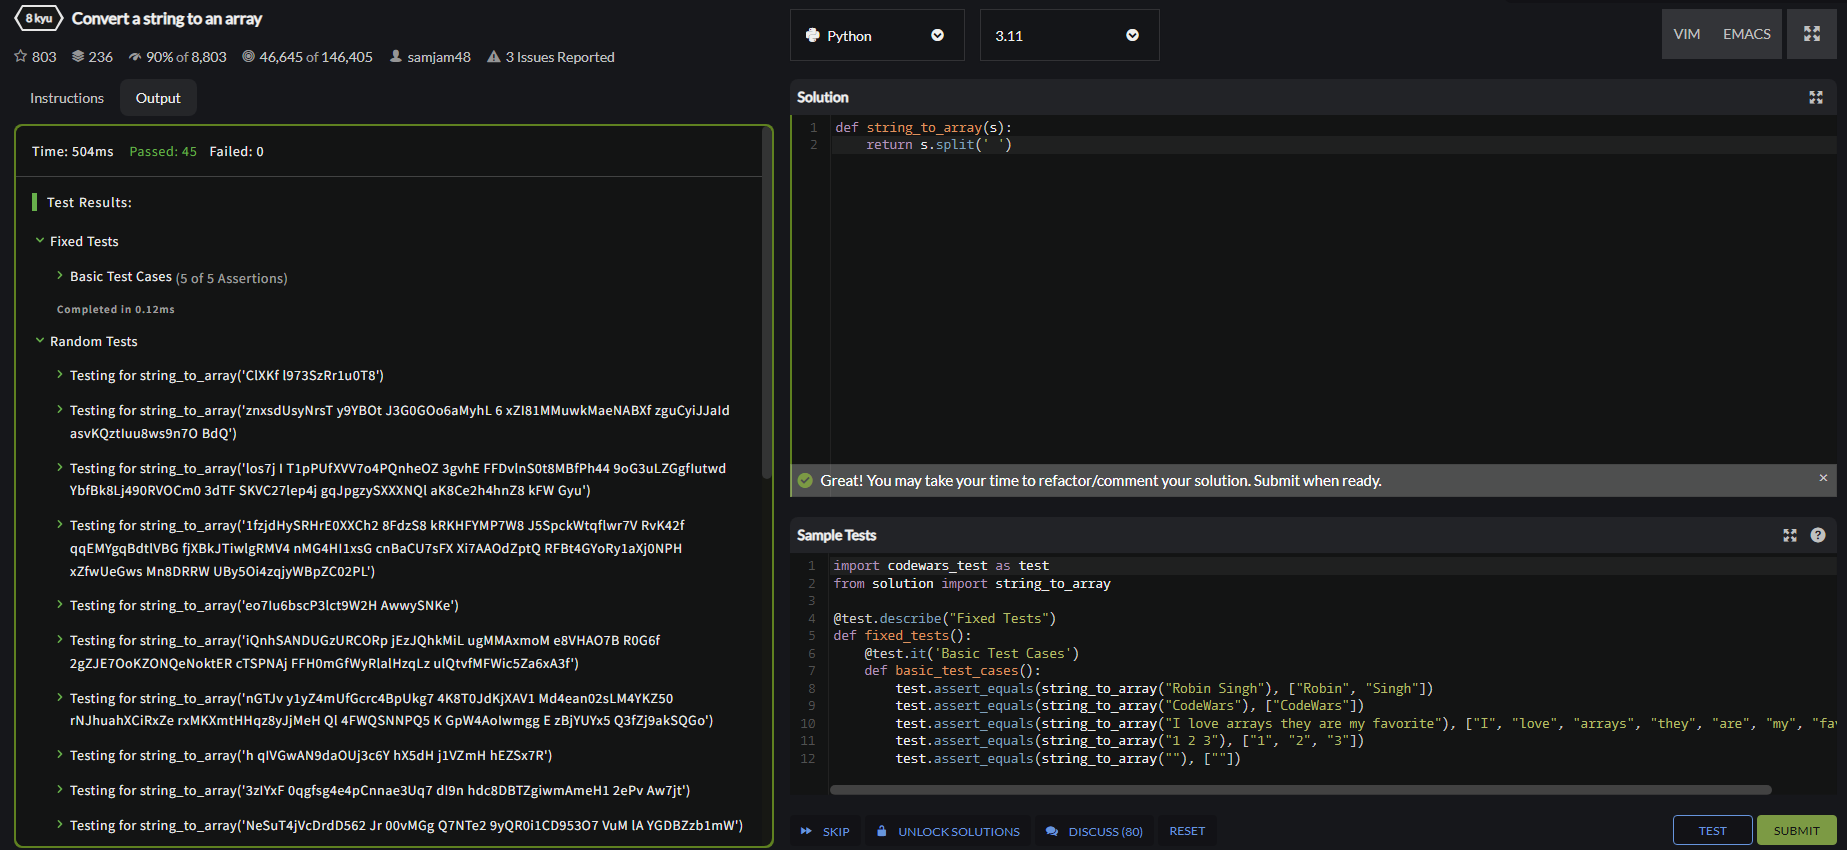 8 kyu Convert a string to an array
803 236 90% of 8,803 46,645 of 146,405 samjam48 3 Issues Reported
Instructions Output
Time: 504ms Passed: 45 Failed: 0
Test Results:
Fixed Tests
Basic Test Cases (5 of 5 Assertions)
Completed in 0.12ms
Random Tests
Testing for string_to_array('ClXKf l973SzRr1u0T8')
Testing for string_to_array('znxsdUsyNrsT y9YBOt J3G0GOo6aMyhL 6 xZI81MMuwkMaeNABXf zguCyiJJaId
asvKQztIuu8ws9n7O BdQ')
Testing for string_to_array('los7j I T1pPUfXVV7o4PQnheOZ 3gvhE FFDvlnS0t8MBfPh44 9oG3uLZGgfIutwd
YbfBk8Lj490RVOCm0 3dTF SKVC27lep4j gqJpgzySXXXNQl aK8Ce2h4hnZ8 kFW Gyu')
Testing for string_to_array('1fzjdHySRHrE0XXCh2 8FdzS8 kRKHFYMP7W8 J5SpckWtqflwr7V RvK42f
qqEMYgqBdtlVBG fjXBkJTiwlgRMV4 nMG4HI1xsG cnBaCU7sFX Xi7AAOdZptQ RFBt4GYoRy1aXj0NPH
xZfwUeGws Mn8DRRW UBy5Oi4zqjyWBpZC02PL')
Testing for string_to_array('eo7Iu6bscP3lct9W2H AwwySNKe')
Testing for string_to_array('iQnhSANDUGzURCORp jEzJQhkMiL ugMMAxmoM e8VHAO7B R0G6f
2gZJE7OoKZONQeNoktER cTSPNAj FFH0mGfWyRlalHzqLz ulQtvfMFWic5Za6xA3f')
Testing for string_to_array('nGTJv y1yZ4mUfGcrc4BpUkg7 4K8T0JdKjXAV1 Md4ean02sLM4YKZ50
rNJhuahXCiRxZe rxMKXmtHHqz8yJjMeH Ql 4FWQSNNPQ5 K GpW4AoIwmgg E zBjYUYx5 Q3fZj9akSQGo')
Testing for string_to_array('h qIVGwAN9daOUj3c6Y hX5dH j1VZmH hEZSx7R')
Testing for string_to_array('3zIYxF 0qgfsg4e4pCnnae3Uq7 dI9n hdc8DBTZgiwmAmeH1 2ePv Aw7jt')
Testing for string_to_array('NeSuT4jVcDrdD562 Jr 00vMGg Q7NTe2 9yQR0i1CD953O7 VuM lA YGDBZzb1mW')
Python 3.11 VIM EMACS
Solution
1 def string_to_array(s):
2 return s.split(' ')
Great! You may take your time to refactor/comment your solution. Submit when ready. ×
Sample Tests ?
1 import codewars_test as test
2 from solution import string_to_array
3
4 @test.describe("Fixed Tests")
5 def fixed_tests():
6 @test.it('Basic Test Cases')
7 def basic_test_cases():
8 test.assert_equals(string_to_array("Robin Singh"), ["Robin", "Singh"])
9 test.assert_equals(string_to_array("CodeWars"), ["CodeWars"])
10 test.assert_equals(string_to_array("I love arrays they are my favorite"), ["I", "love", "arrays", "they", "are", "my", "fav
11 test.assert_equals(string_to_array("1 2 3"), ["1", "2", "3"])
12 test.assert_equals(string_to_array(""), [""])
SKIP UNLOCK SOLUTIONS DISCUSS (80) RESET TEST SUBMIT